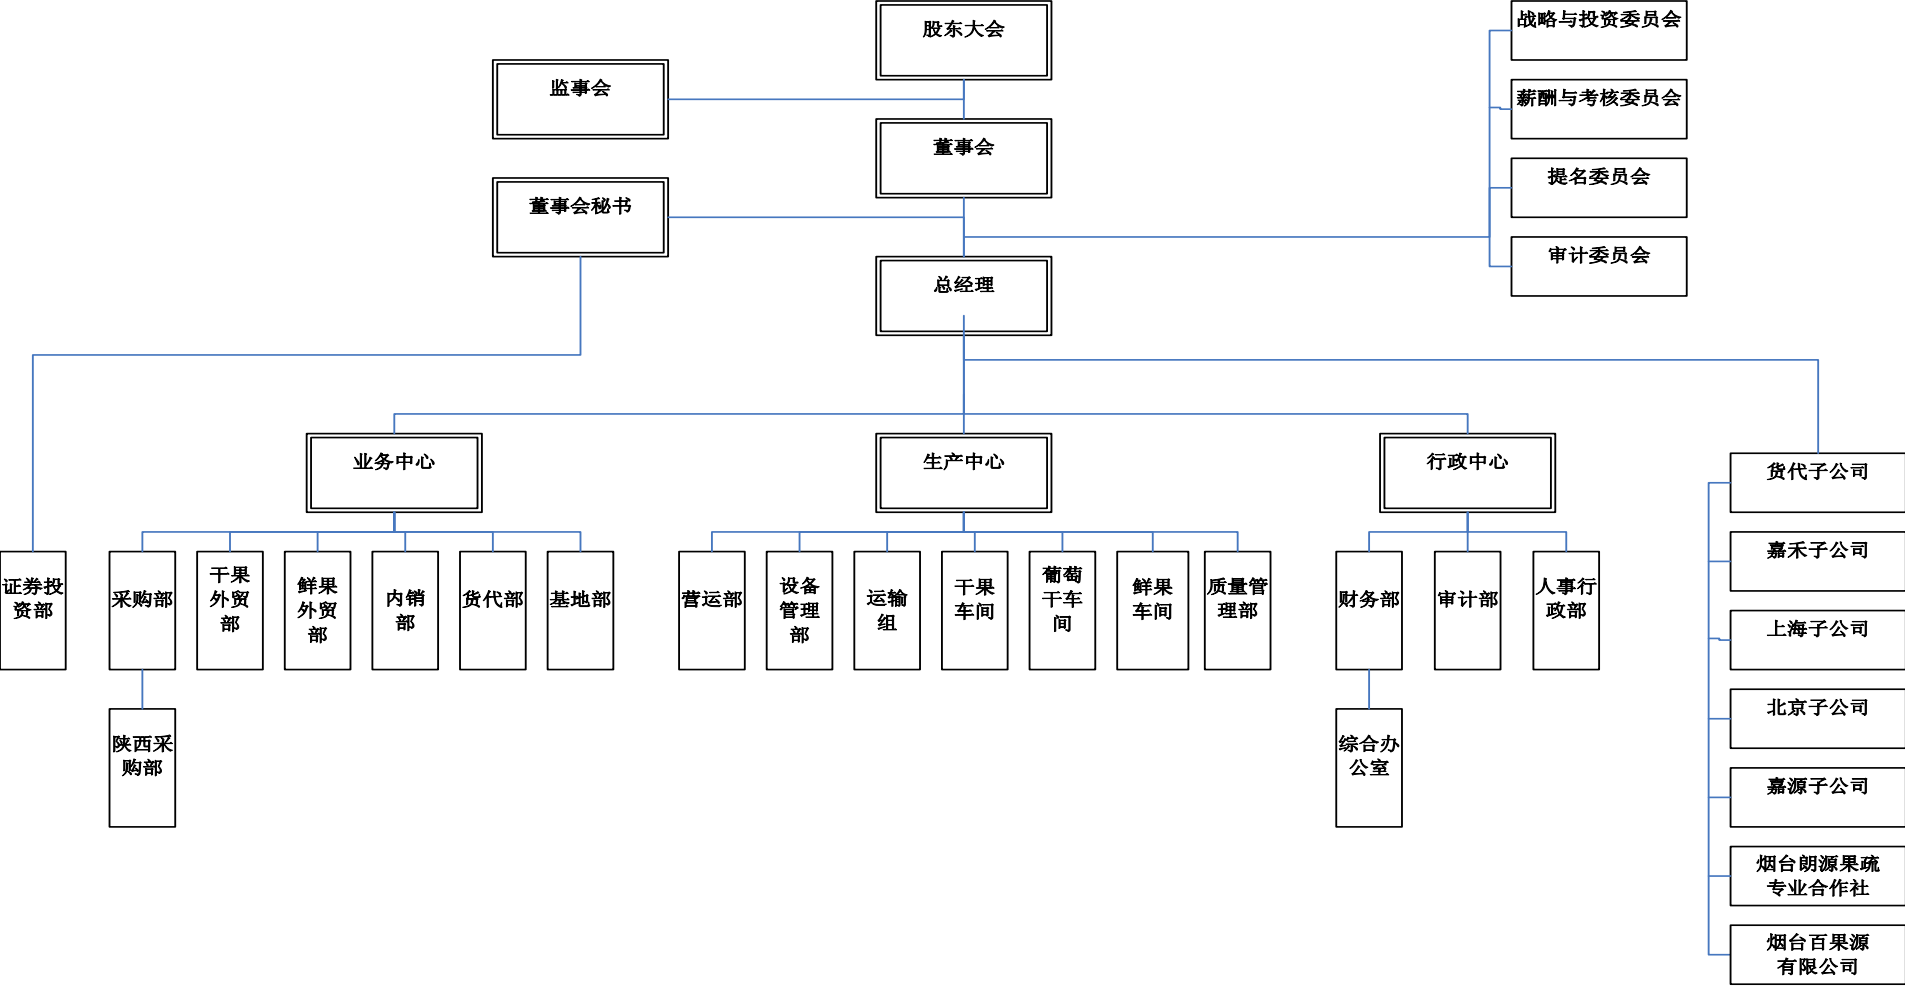 股东大会
战略与投资委员会
监事会
薪酬与考核委员会
董事会
提名委员会
董事会秘书
审计委员会
总经理
业务中心
生产中心
行政中心
货代子公司
嘉禾子公司
上海子公司
北京子公司
嘉源子公司
烟台朗源果疏
专业合作社
烟台百果源
有限公司
证券投
资部
采购部
干果
外贸
部
鲜果
外贸
部
内销
部
货代部
基地部
营运部
设备
管理
部
运输
组
干果
车间
葡萄
干车
间
鲜果
车间
质量管
理部
财务部
审计部
人事行
政部
陕西采
购部
综合办
公室